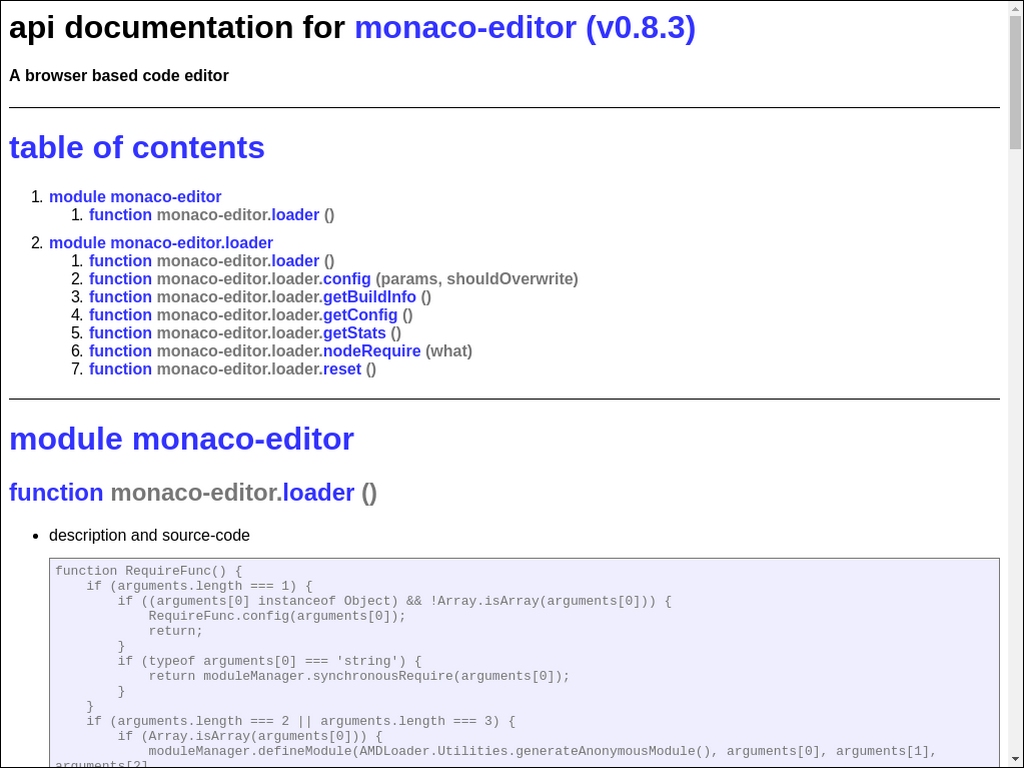 api documentation for monaco-editor (v0.8.3)
A browser based code editor
table of contents
1. module monaco-editor
1. function monaco-editor.loader ()
2. module monaco-editor.loader
1. function monaco-editor.loader ()
2. function monaco-editor.loader.config (params, shouldOverwrite)
3. function monaco-editor.loader.getBuildInfo ()
4. function monaco-editor.loader.getConfig ()
5. function monaco-editor.loader.getStats ()
6. function monaco-editor.loader.nodeRequire (what)
7. function monaco-editor.loader.reset ()
module monaco-editor
function monaco-editor.loader ()
• description and source-code
function RequireFunc() {
    if (arguments.length === 1) {
        if ((arguments[0] instanceof Object) && !Array.isArray(arguments[0])) {
            RequireFunc.config(arguments[0]);
            return;
        }
        if (typeof arguments[0] === 'string') {
            return moduleManager.synchronousRequire(arguments[0]);
        }
    }
    if (arguments.length === 2 || arguments.length === 3) {
        if (Array.isArray(arguments[0])) {
            moduleManager.defineModule(AMDLoader.Utilities.generateAnonymousModule(), arguments[0], arguments[1],
arguments[2]